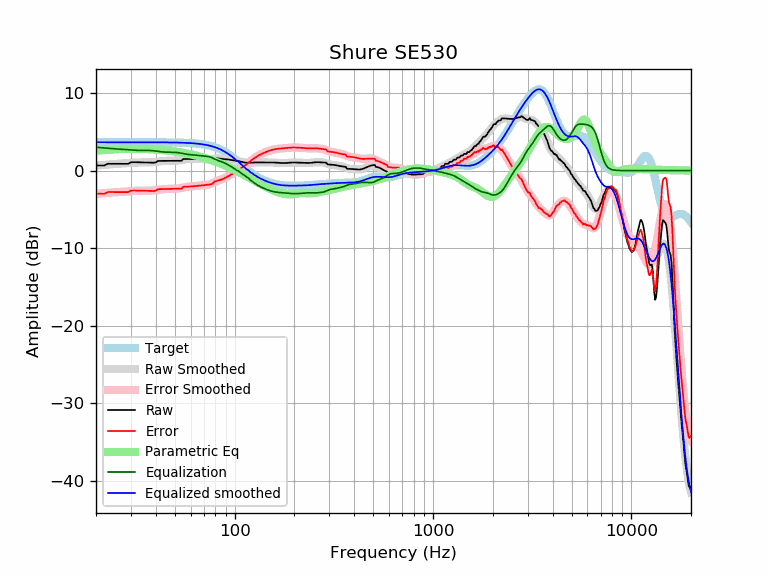 Shure SE530
Amplitude (dBr)
10
0
−10
−20
−30
−40
Target
Raw Smoothed
Error Smoothed
Raw
Error
Parametric Eq
Equalization
Equalized smoothed
100
1000
10000
Frequency (Hz)